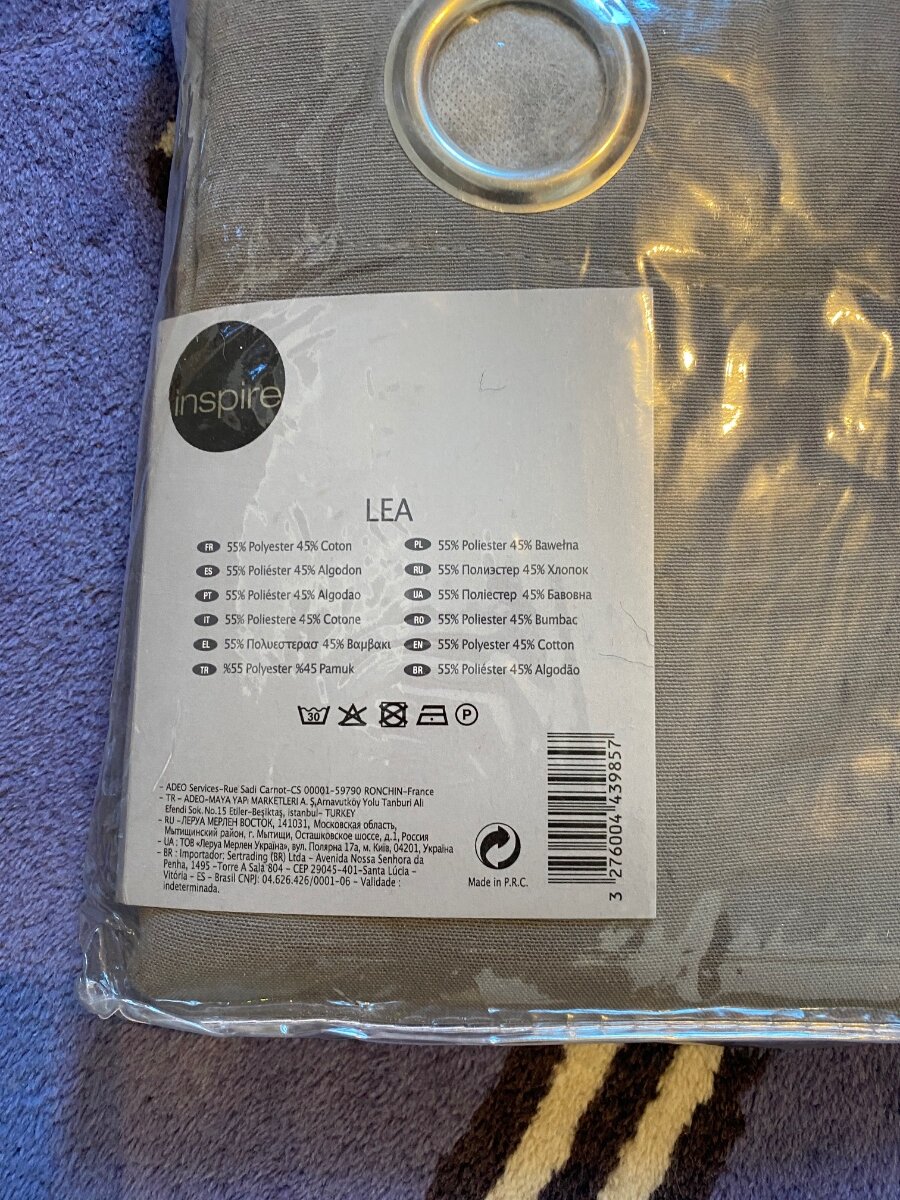 inspire
LEA
FR 55% Polyester 45% Coton
ES 55% Poliéster 45% Algodon
PT 55% Poliéster 45% Algodao
IT 55% Poliestere 45% Cotone
EL 55% Πολυεστερασ 45% Βαμβακι
TR %55 Polyester %45 Pamuk
PL 55% Poliester 45% Bawełna
RU 55% Полиэстер 45% Хлопок
UA 55% Поліестер 45% Бавовна
RO 55% Poliester 45% Bumbac
EN 55% Polyester 45% Cotton
BR 55% Poliéster 45% Algodão
30 P
- ADEO Services-Rue Sadi Carnot-CS 00001-59790 RONCHIN-France
- TR - ADEO-MAYA YAPı MARKETLERI A. Ş,Arnavutköy Yolu Tanburi Ali
Efendi Sok. No.15 Etiler-Beşiktaş, istanbul- TURKEY
- RU -ЛЕРУА МЕРЛЕН ВОСТОК, 141031, Московская область,
Мытищинский район, г. Мытищи, Осташковское шоссе, д.1, Россия
- UA : ТОВ «Леруа Мерлен Україна», вул. Полярна 17а, м. Київ, 04201, Україна
- BR : Importador: Sertrading (BR) Ltda - Avenida Nossa Senhora da
Penha, 1495 -Torre A Sala 804 - CEP 29045-401-Santa Lúcia -
Vitória - ES - Brasil CNPJ: 04.626.426/0001-06 - Validade :
indeterminada.
Made in P.R.C.
3 276004 439857